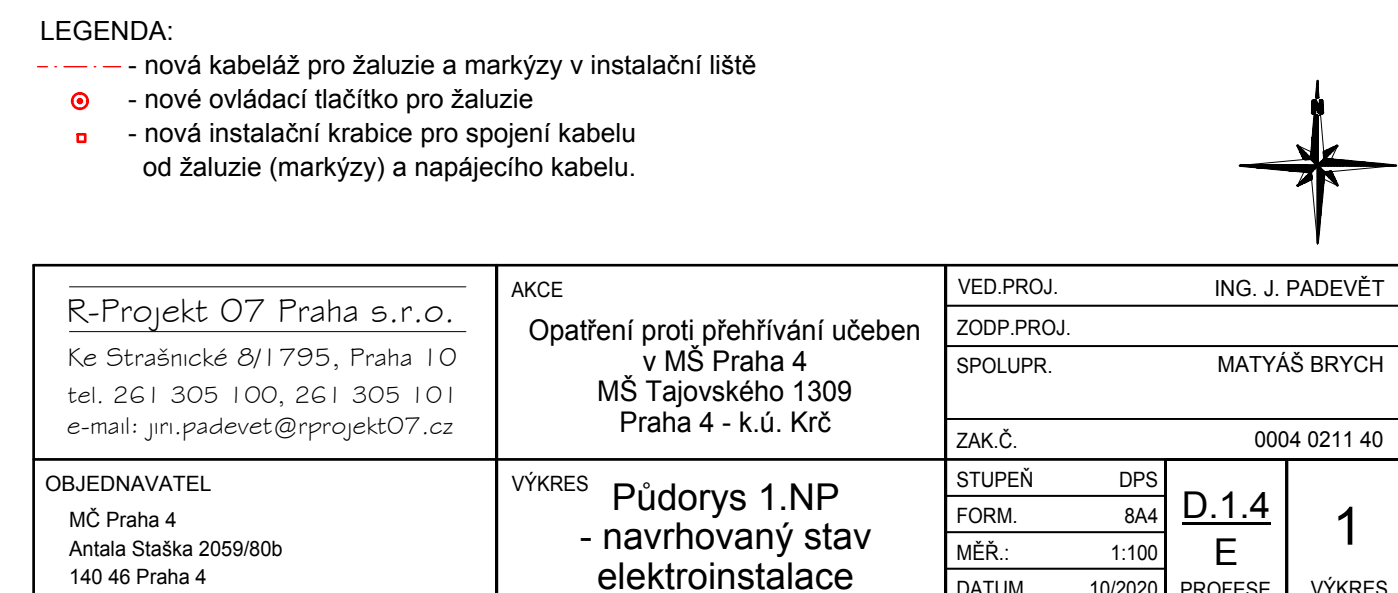 LEGENDA:
- nová kabeláž pro žaluzie a markýzy v instalační liště
- nové ovládací tlačítko pro žaluzie
- nová instalační krabice pro spojení kabelu
od žaluzie (markýzy) a napájecího kabelu.
N
R-Projekt 07 Praha s.r.o.
Ke Strašnické 8/1795, Praha 10
tel. 261 305 100, 261 305 101
e-mail: jiri.padevet@rprojekt07.cz
AKCE
Opatření proti přehřívání učeben
v MŠ Praha 4
MŠ Tajovského 1309
Praha 4 - k.ú. Krč
VED.PROJ. ING. J. PADEVĚT
ZODP.PROJ.
SPOLUPR. MATYÁŠ BRYCH
ZAK.Č. 0004 0211 40
OBJEDNAVATEL
MČ Praha 4
Antala Staška 2059/80b
140 46 Praha 4
VÝKRES
Půdorys 1.NP
- navrhovaný stav
elektroinstalace
STUPEŇ DPS
FORM. 8A4
MĚŘ.: 1:100
DATUM 10/2020
D.1.4
E
PROFESE
1
VÝKRES